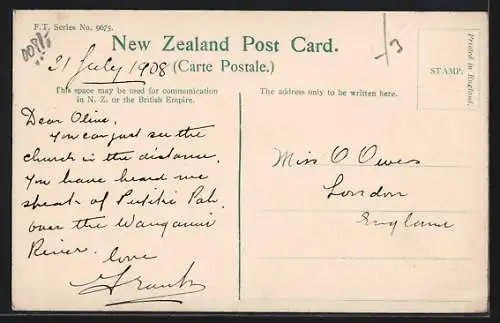 F.T. Series No. 9675.
New Zealand Post Card.
21 July 1908 (Carte Postale.)
/3
STAMP.
Printed in England.
This space may be used for communication
in N. Z. or the British Empire.
The address only to be written here.
Dear Olive,
You can just see the
church in the distance.
You have heard me
speak of Putiki Pah
over the Wanganui
River.
love
Frank
Miss O Owes
London
England